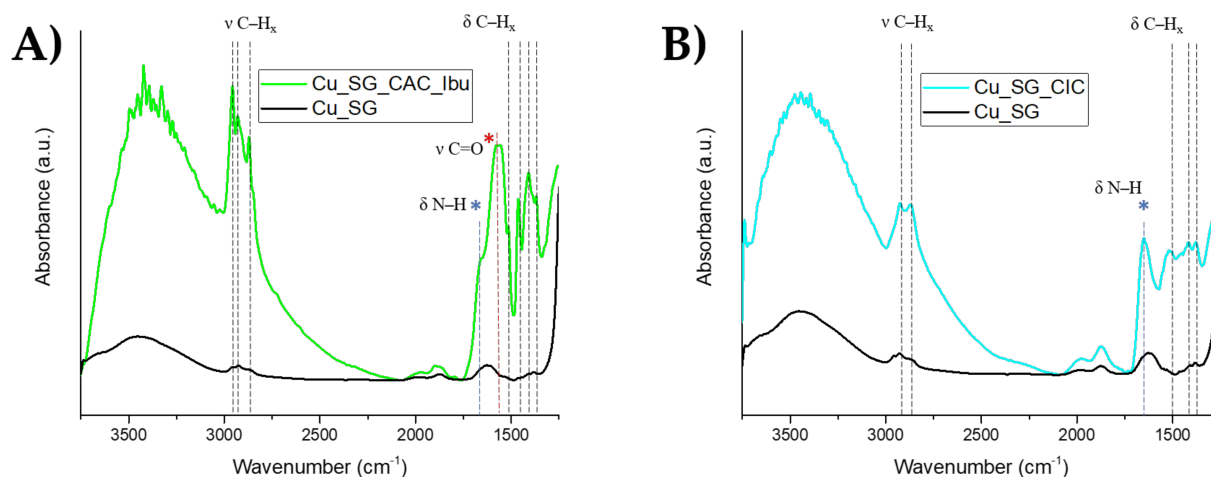 A)
ν C–Hx
δ C–Hx
Cu_SG_CAC_Ibu
Cu_SG
ν C=O*
δ N–H *
Absorbance (a.u.)
3500
3000
2500
2000
1500
Wavenumber (cm-1)
B)
ν C–Hx
δ C–Hx
Cu_SG_ClC
Cu_SG
δ N–H
*
Absorbance (a.u.)
3500
3000
2500
2000
1500
Wavenumber (cm-1)